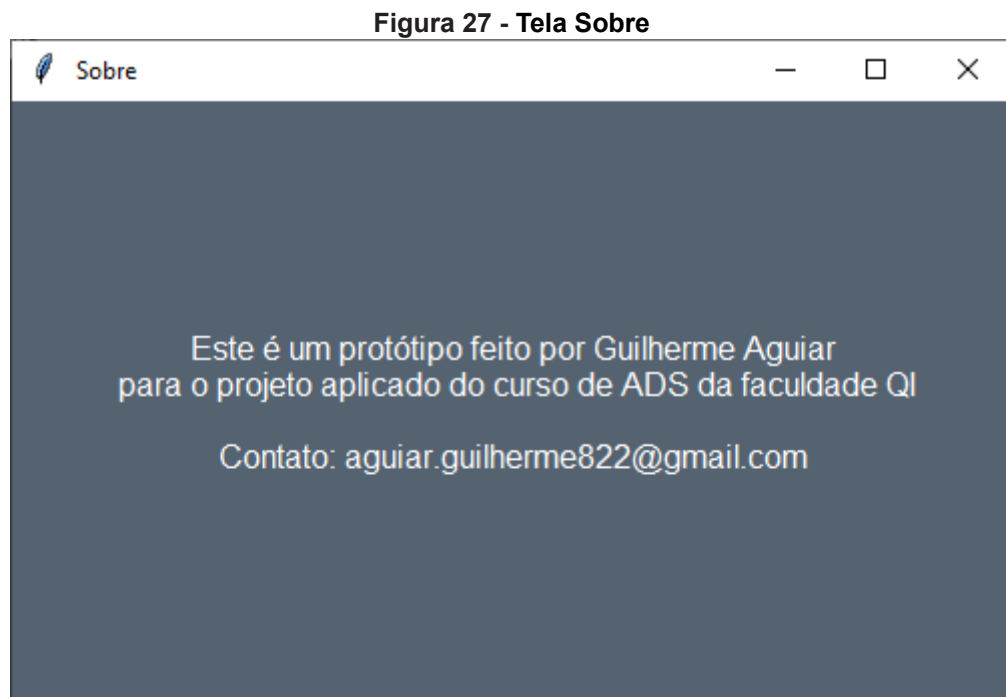 Figura 27 - Tela Sobre
Sobre
Este é um protótipo feito por Guilherme Aguiar
para o projeto aplicado do curso de ADS da faculdade QI
Contato: aguiar.guilherme822@gmail.com